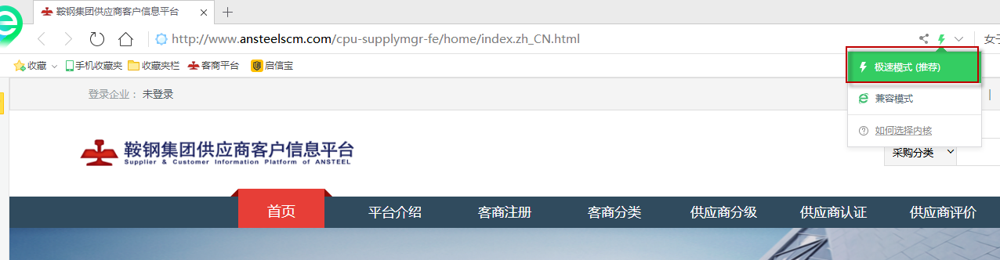 鞍钢集团供应商客户信息平台
http://www.ansteelscm.com/cpu-supplymgr-fe/home/index.zh_CN.html
收藏 手机收藏夹 收藏夹栏 客商平台 启信宝
极速模式 (推荐)
兼容模式
如何选择内核
登录企业： 未登录
鞍钢集团供应商客户信息平台
Supplier & Customer Information Platform of ANSTEEL
采购分类
首页 平台介绍 客商注册 客商分类 供应商分级 供应商认证 供应商评价